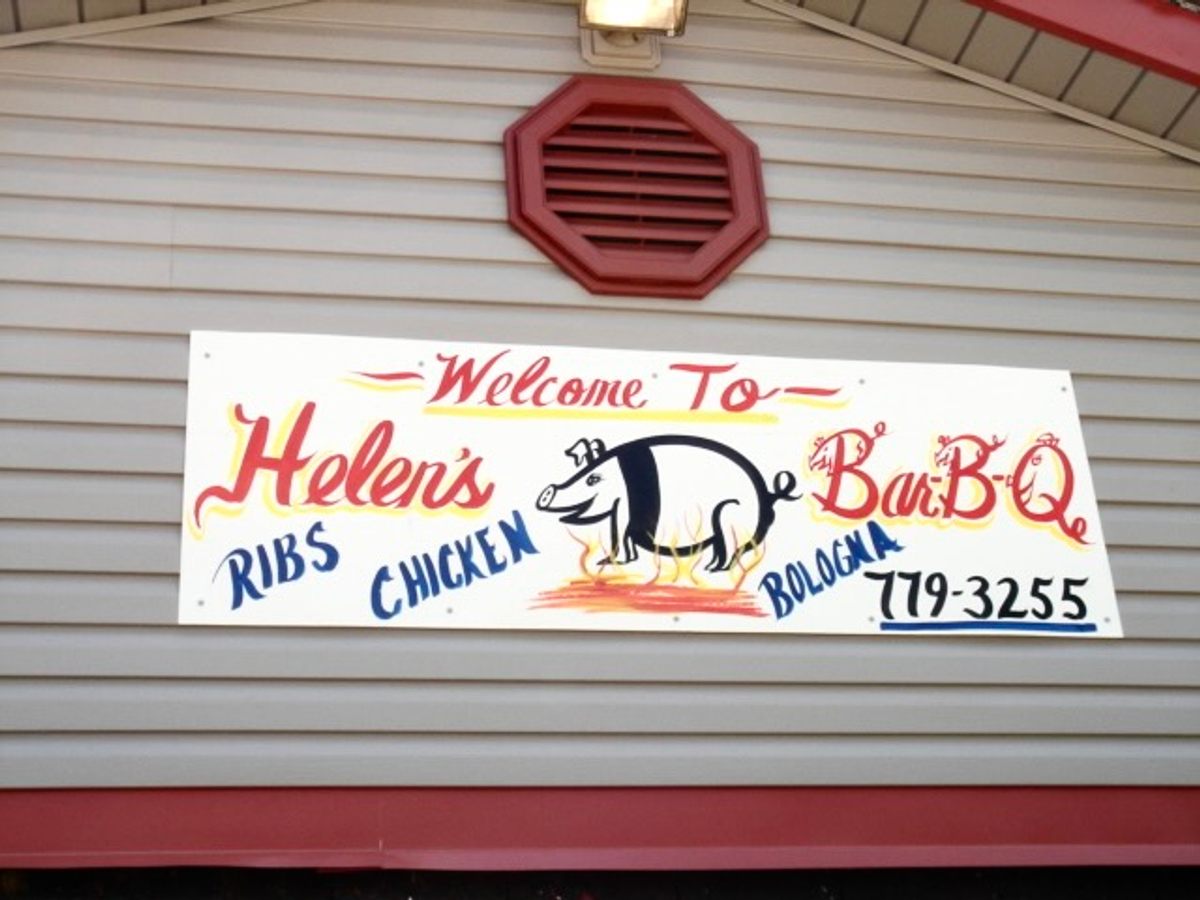 Welcome To
Helen's Bar-B-Q
RIBS CHICKEN BOLOGNA
779-3255